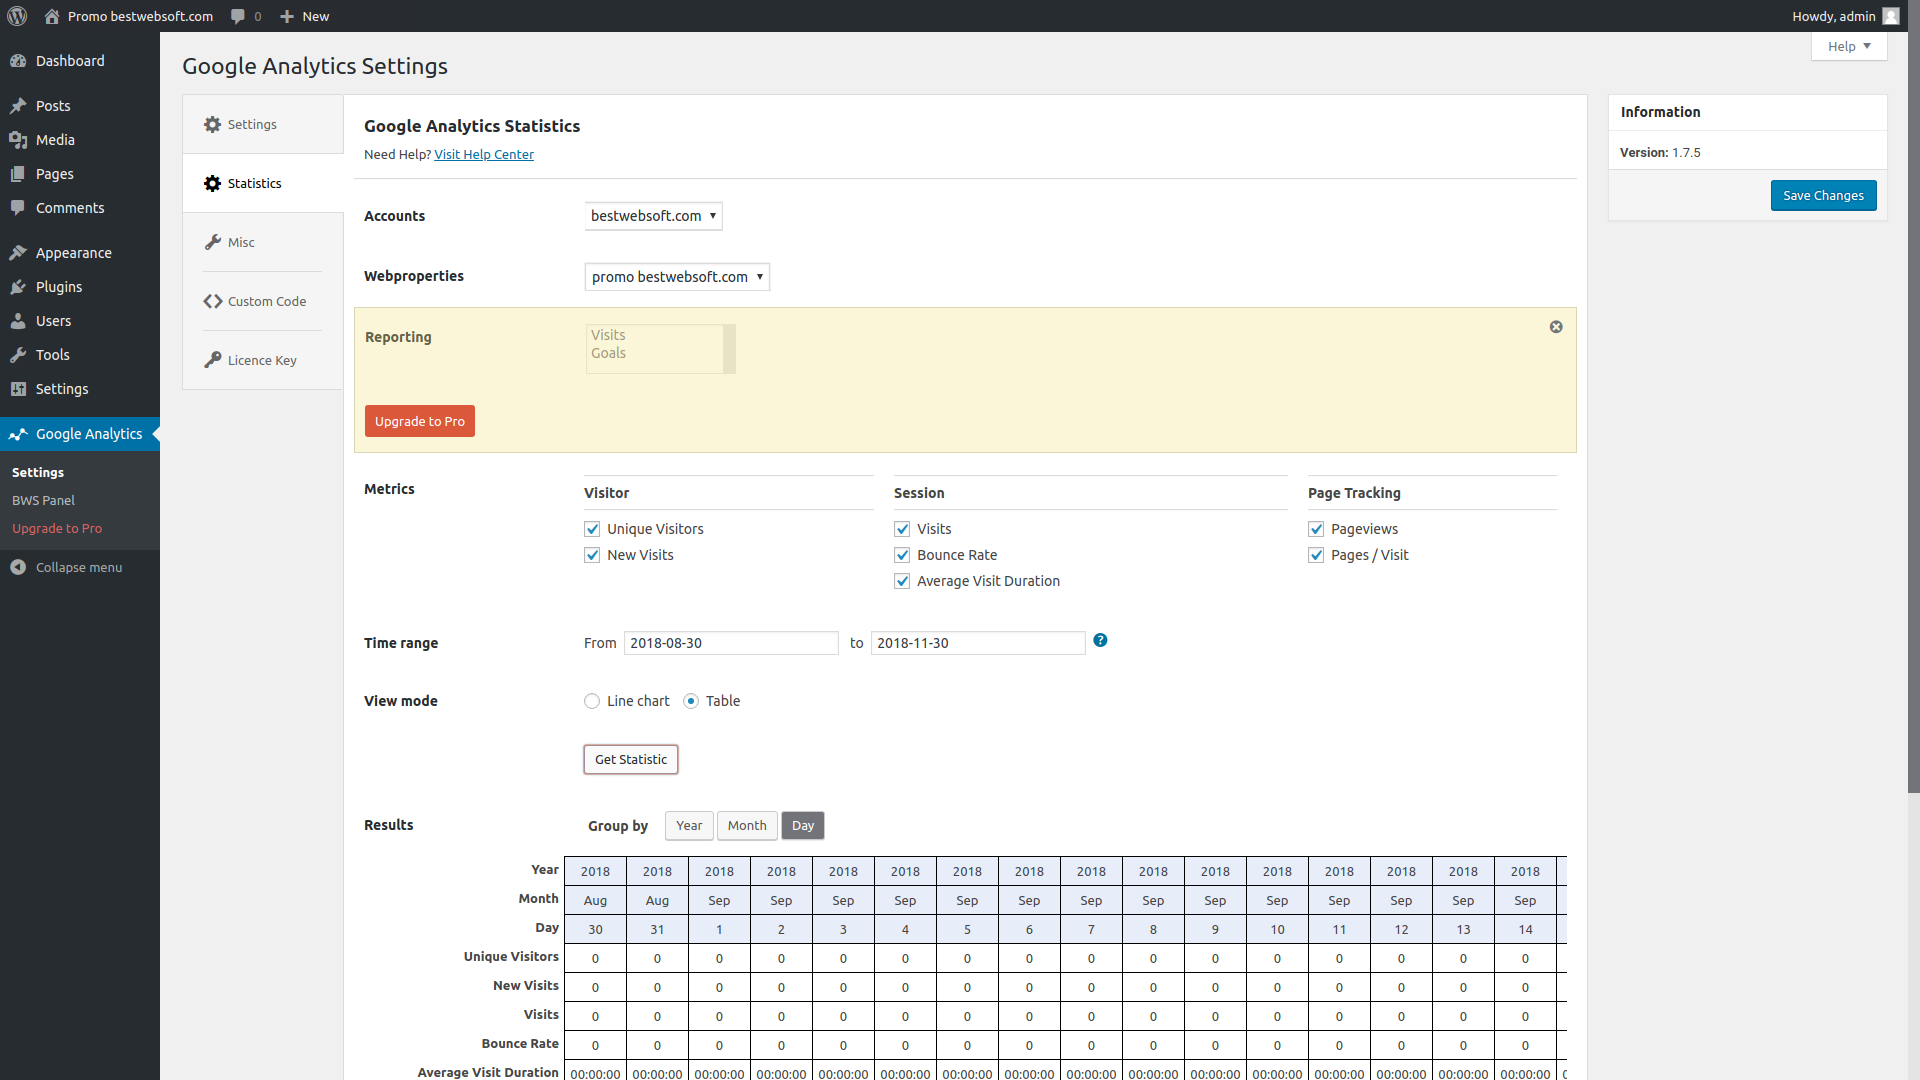 Promo bestwebsoft.com 0 New Howdy, admin
Help
Dashboard
Posts
Media
Pages
Comments
Appearance
Plugins
Users
Tools
Settings
Google Analytics
Settings
BWS Panel
Upgrade to Pro
Collapse menu
Google Analytics Settings
Settings
Statistics
Misc
Custom Code
Licence Key
Google Analytics Statistics
Need Help? Visit Help Center
Accounts bestwebsoft.com
Webproperties promo bestwebsoft.com
Reporting Visits
Goals
Upgrade to Pro
Metrics Visitor Session Page Tracking
Unique Visitors Visits Pageviews
New Visits Bounce Rate Pages / Visit
Average Visit Duration
Time range From 2018-08-30 to 2018-11-30 ?
View mode Line chart Table
Get Statistic
Results Group by Year Month Day
Year 2018 2018 2018 2018 2018 2018 2018 2018 2018 2018 2018 2018 2018 2018 2018 2018
Month Aug Aug Sep Sep Sep Sep Sep Sep Sep Sep Sep Sep Sep Sep Sep Sep
Day 30 31 1 2 3 4 5 6 7 8 9 10 11 12 13 14
Unique Visitors 0 0 0 0 0 0 0 0 0 0 0 0 0 0 0 0
New Visits 0 0 0 0 0 0 0 0 0 0 0 0 0 0 0 0
Visits 0 0 0 0 0 0 0 0 0 0 0 0 0 0 0 0
Bounce Rate 0 0 0 0 0 0 0 0 0 0 0 0 0 0 0 0
Average Visit Duration 00:00:00 00:00:00 00:00:00 00:00:00 00:00:00 00:00:00 00:00:00 00:00:00 00:00:00 00:00:00 00:00:00 00:00:00 00:00:00 00:00:00 00:00:00 00:00:00
Information
Version: 1.7.5
Save Changes